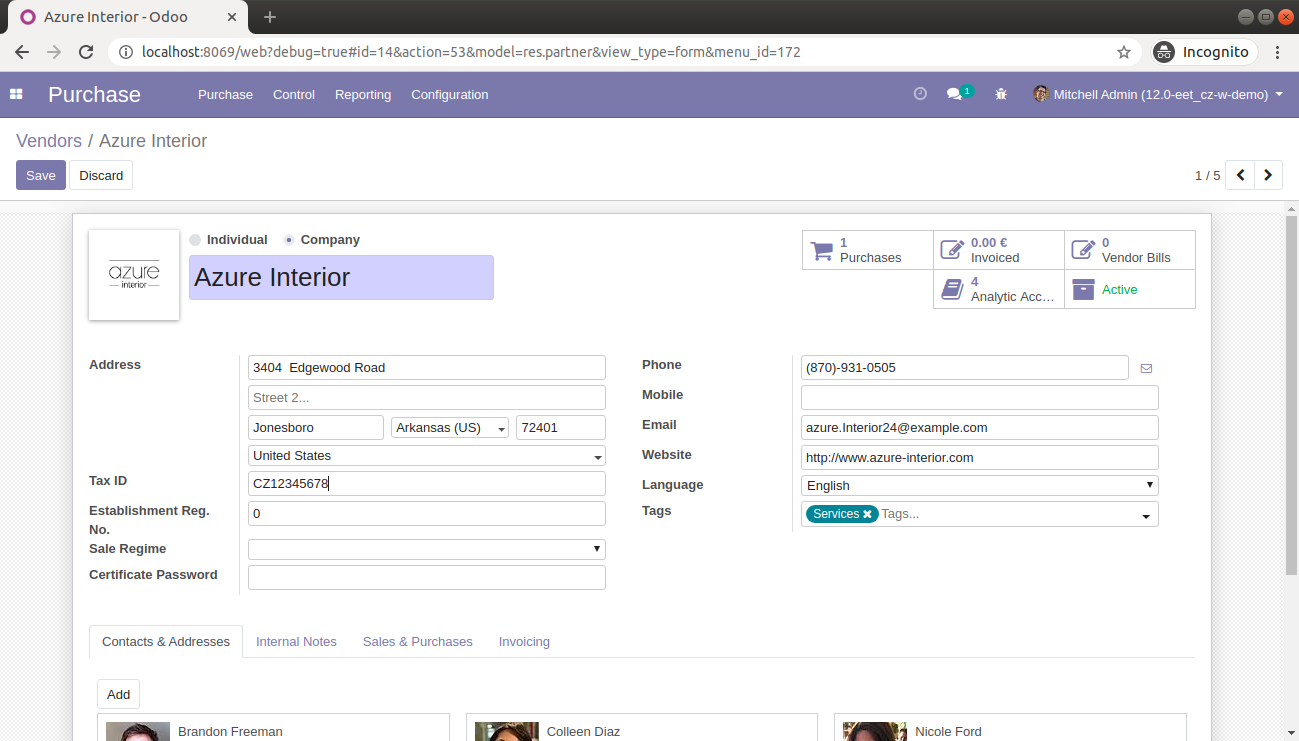 Azure Interior - Odoo
localhost:8069/web?debug=true#id=14&action=53&model=res.partner&view_type=form&menu_id=172
Incognito
Purchase
Purchase Control Reporting Configuration
1
Mitchell Admin (12.0-eet_cz-w-demo)
Vendors / Azure Interior
Save Discard
1 / 5
azure
interior
Individual Company
Azure Interior
1
Purchases
0.00 €
Invoiced
0
Vendor Bills
4
Analytic Acc...
Active
Address
3404  Edgewood Road
Street 2...
Jonesboro Arkansas (US) 72401
United States
Tax ID
CZ12345678
Establishment Reg.
No.
0
Sale Regime
Certificate Password
Phone
(870)-931-0505
Mobile
Email
azure.Interior24@example.com
Website
http://www.azure-interior.com
Language
English
Tags
Services Tags...
Contacts & Addresses Internal Notes Sales & Purchases Invoicing
Add
Brandon Freeman Colleen Diaz Nicole Ford